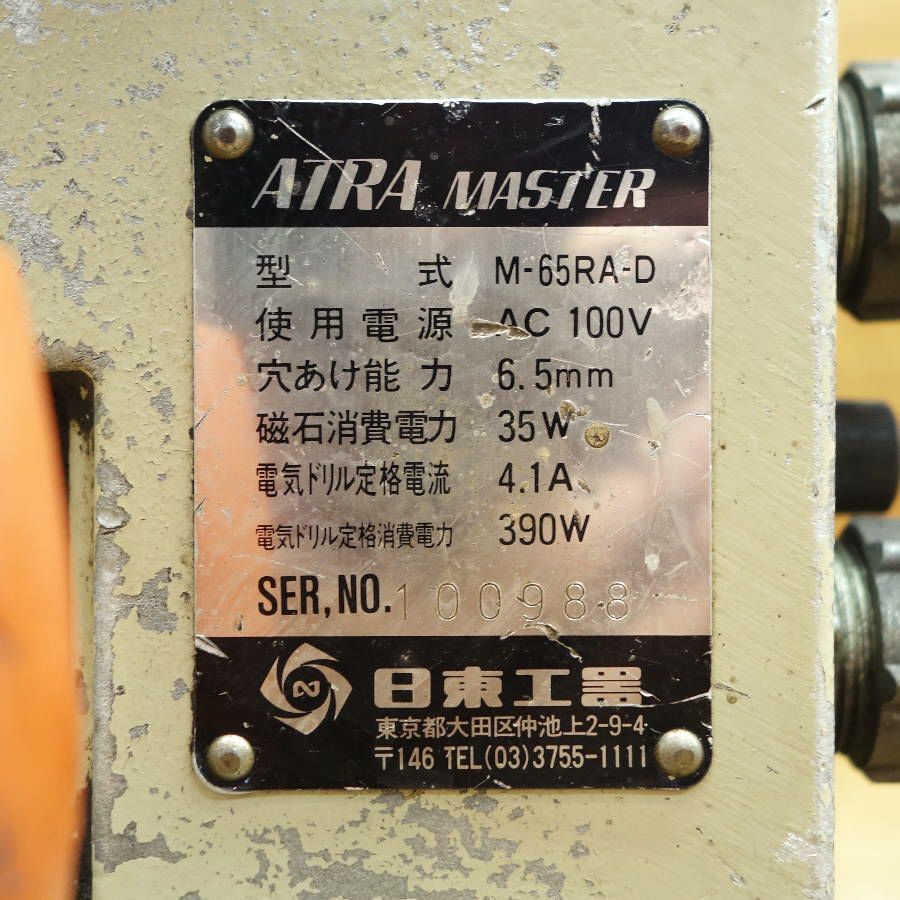 ATRA MASTER
型式 M-65RA-D
使用電源 AC 100V
穴あけ能力 6.5mm
磁石消費電力 35W
電気ドリル定格電流 4.1A
電気ドリル定格消費電力 390W
SER,NO. 100988
日東工器
東京都大田区仲池上2-9-4
〒146 TEL(03)3755-1111